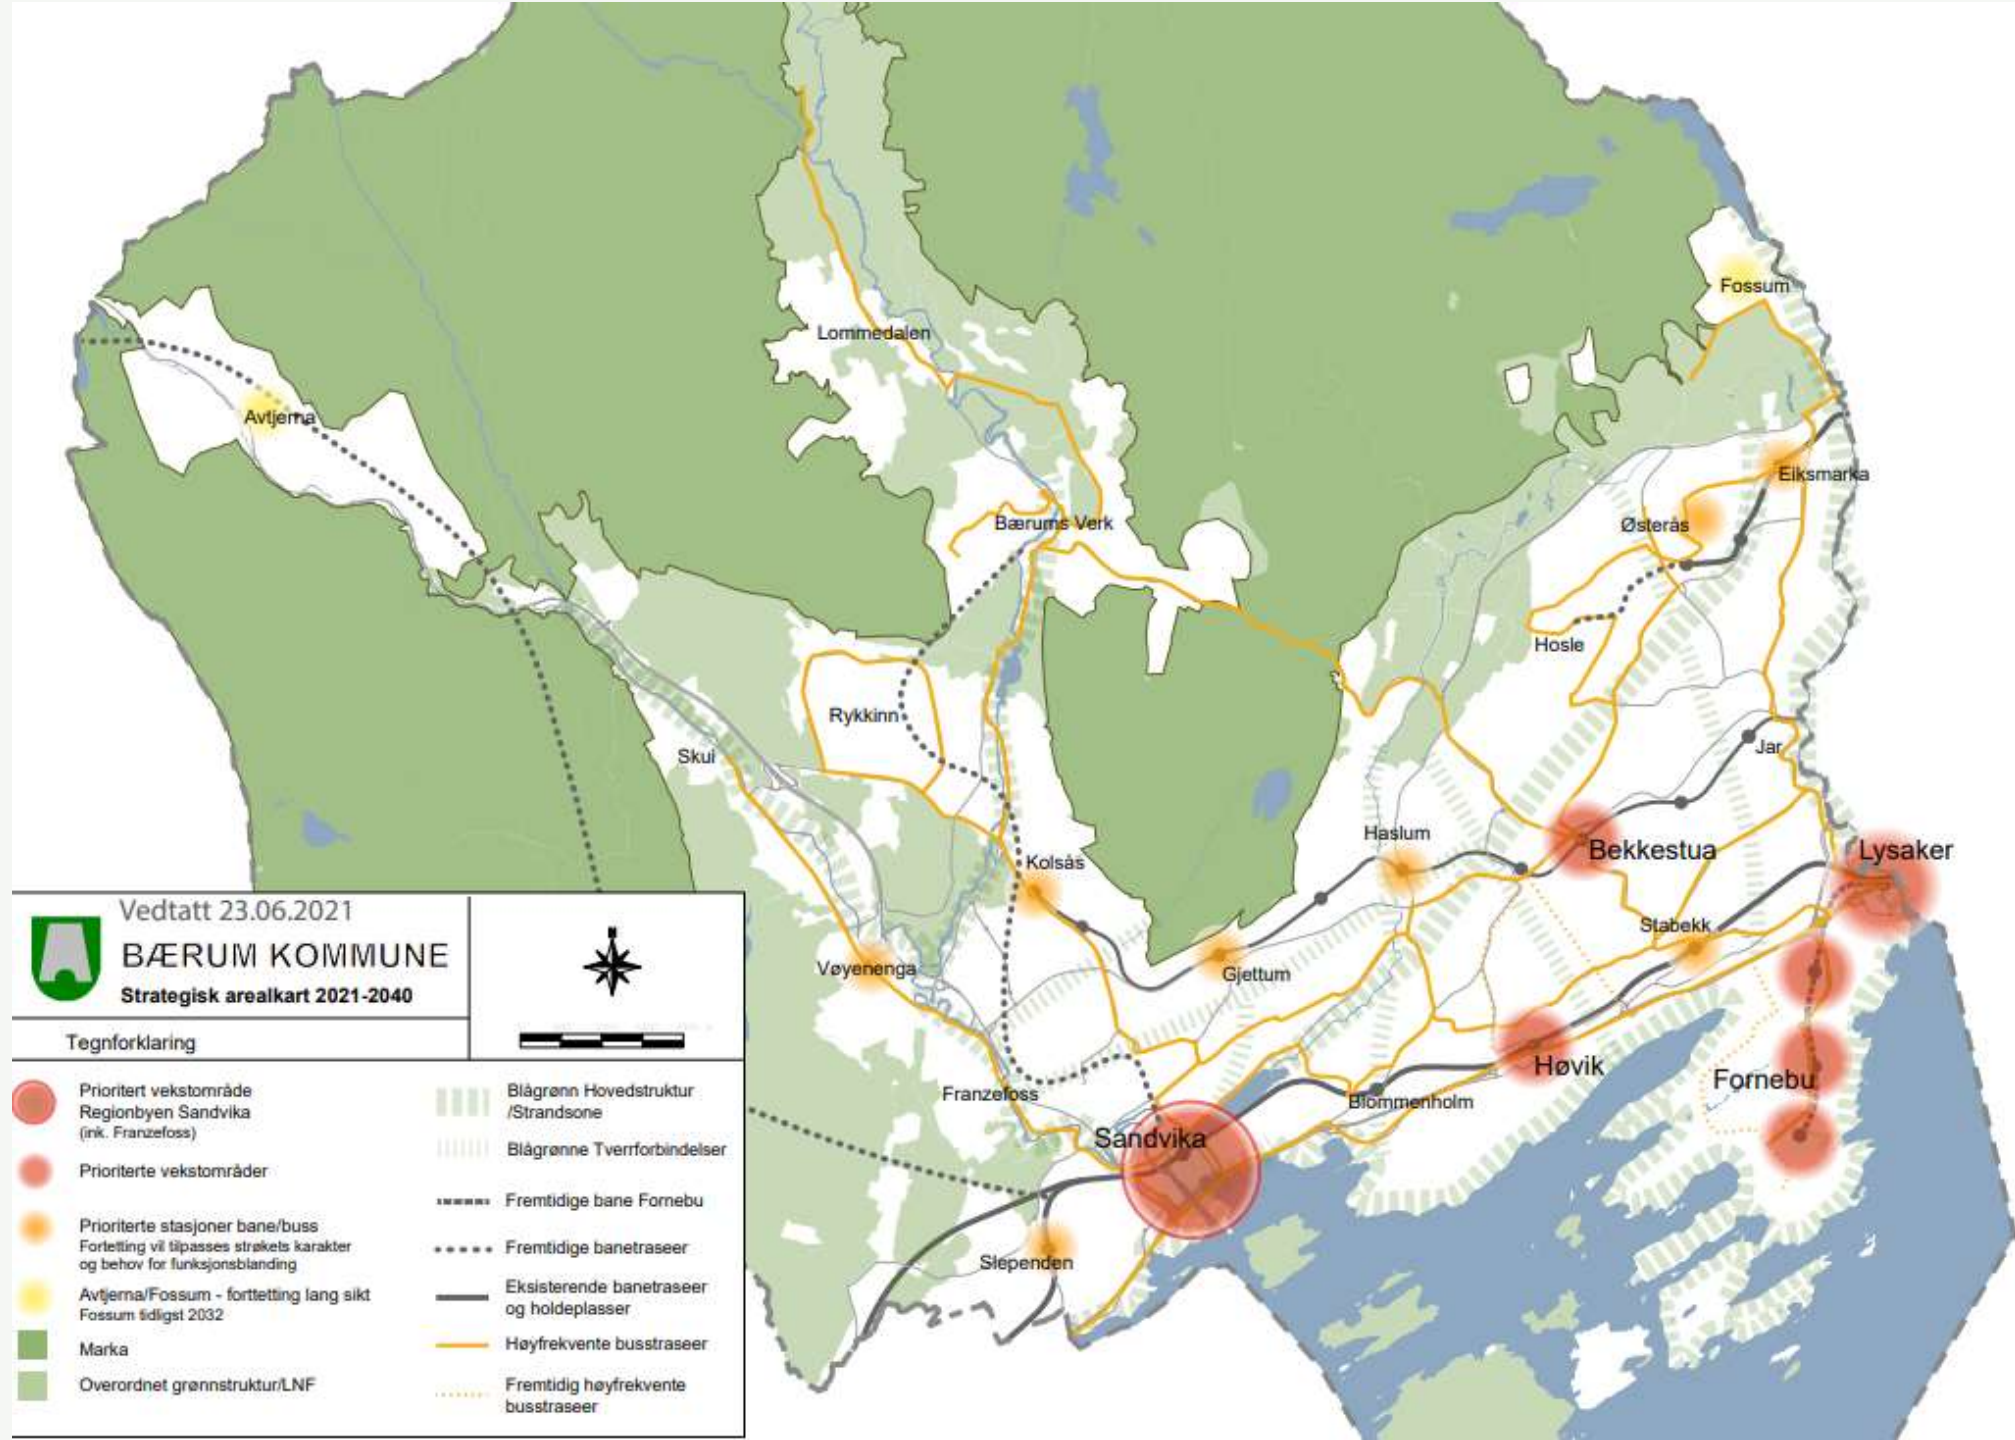 Fossum
Lommedalen
Avtjerna
Eiksmarka
Bærums Verk
Østerås
Hosle
Rykkinn
Skui
Jar
Haslum
Bekkestua
Lysaker
Kolsås
Stabekk
Vøyenenga
Gjettum
Høvik
Fornebu
Franzefoss
Blommenholm
Sandvika
Slependen
Vedtatt 23.06.2021
BÆRUM KOMMUNE
Strategisk arealkart 2021-2040
N
Tegnforklaring
Prioritert vekstområde
Regionbyen Sandvika
(ink. Franzefoss)
Prioriterte vekstområder
Prioriterte stasjoner bane/buss
Fortetting vil tilpasses strøkets karakter
og behov for funksjonsblanding
Avtjerna/Fossum - forttetting lang sikt
Fossum tidligst 2032
Marka
Overordnet grønnstruktur/LNF
Blågrønn Hovedstruktur
/Strandsone
Blågrønne Tverrforbindelser
Fremtidige bane Fornebu
Fremtidige banetraseer
Eksisterende banetraseer
og holdeplasser
Høyfrekvente busstraseer
Fremtidig høyfrekvente
busstraseer